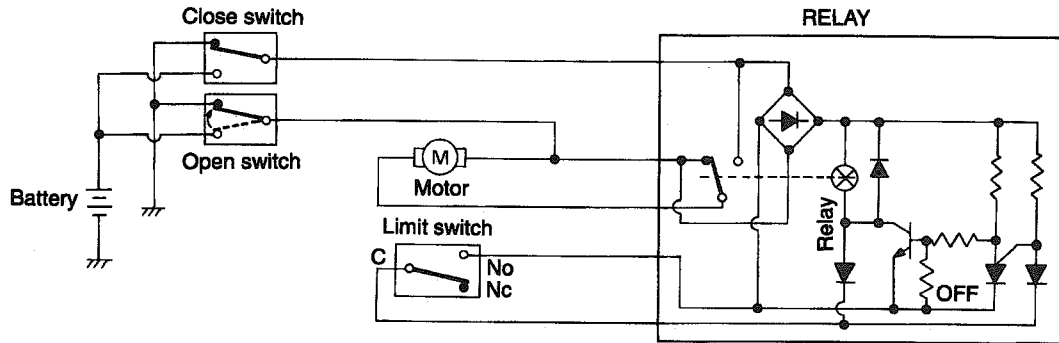 Close switch
RELAY
Open switch
M
Motor
Battery
Limit switch
C
No
Nc
Relay
OFF